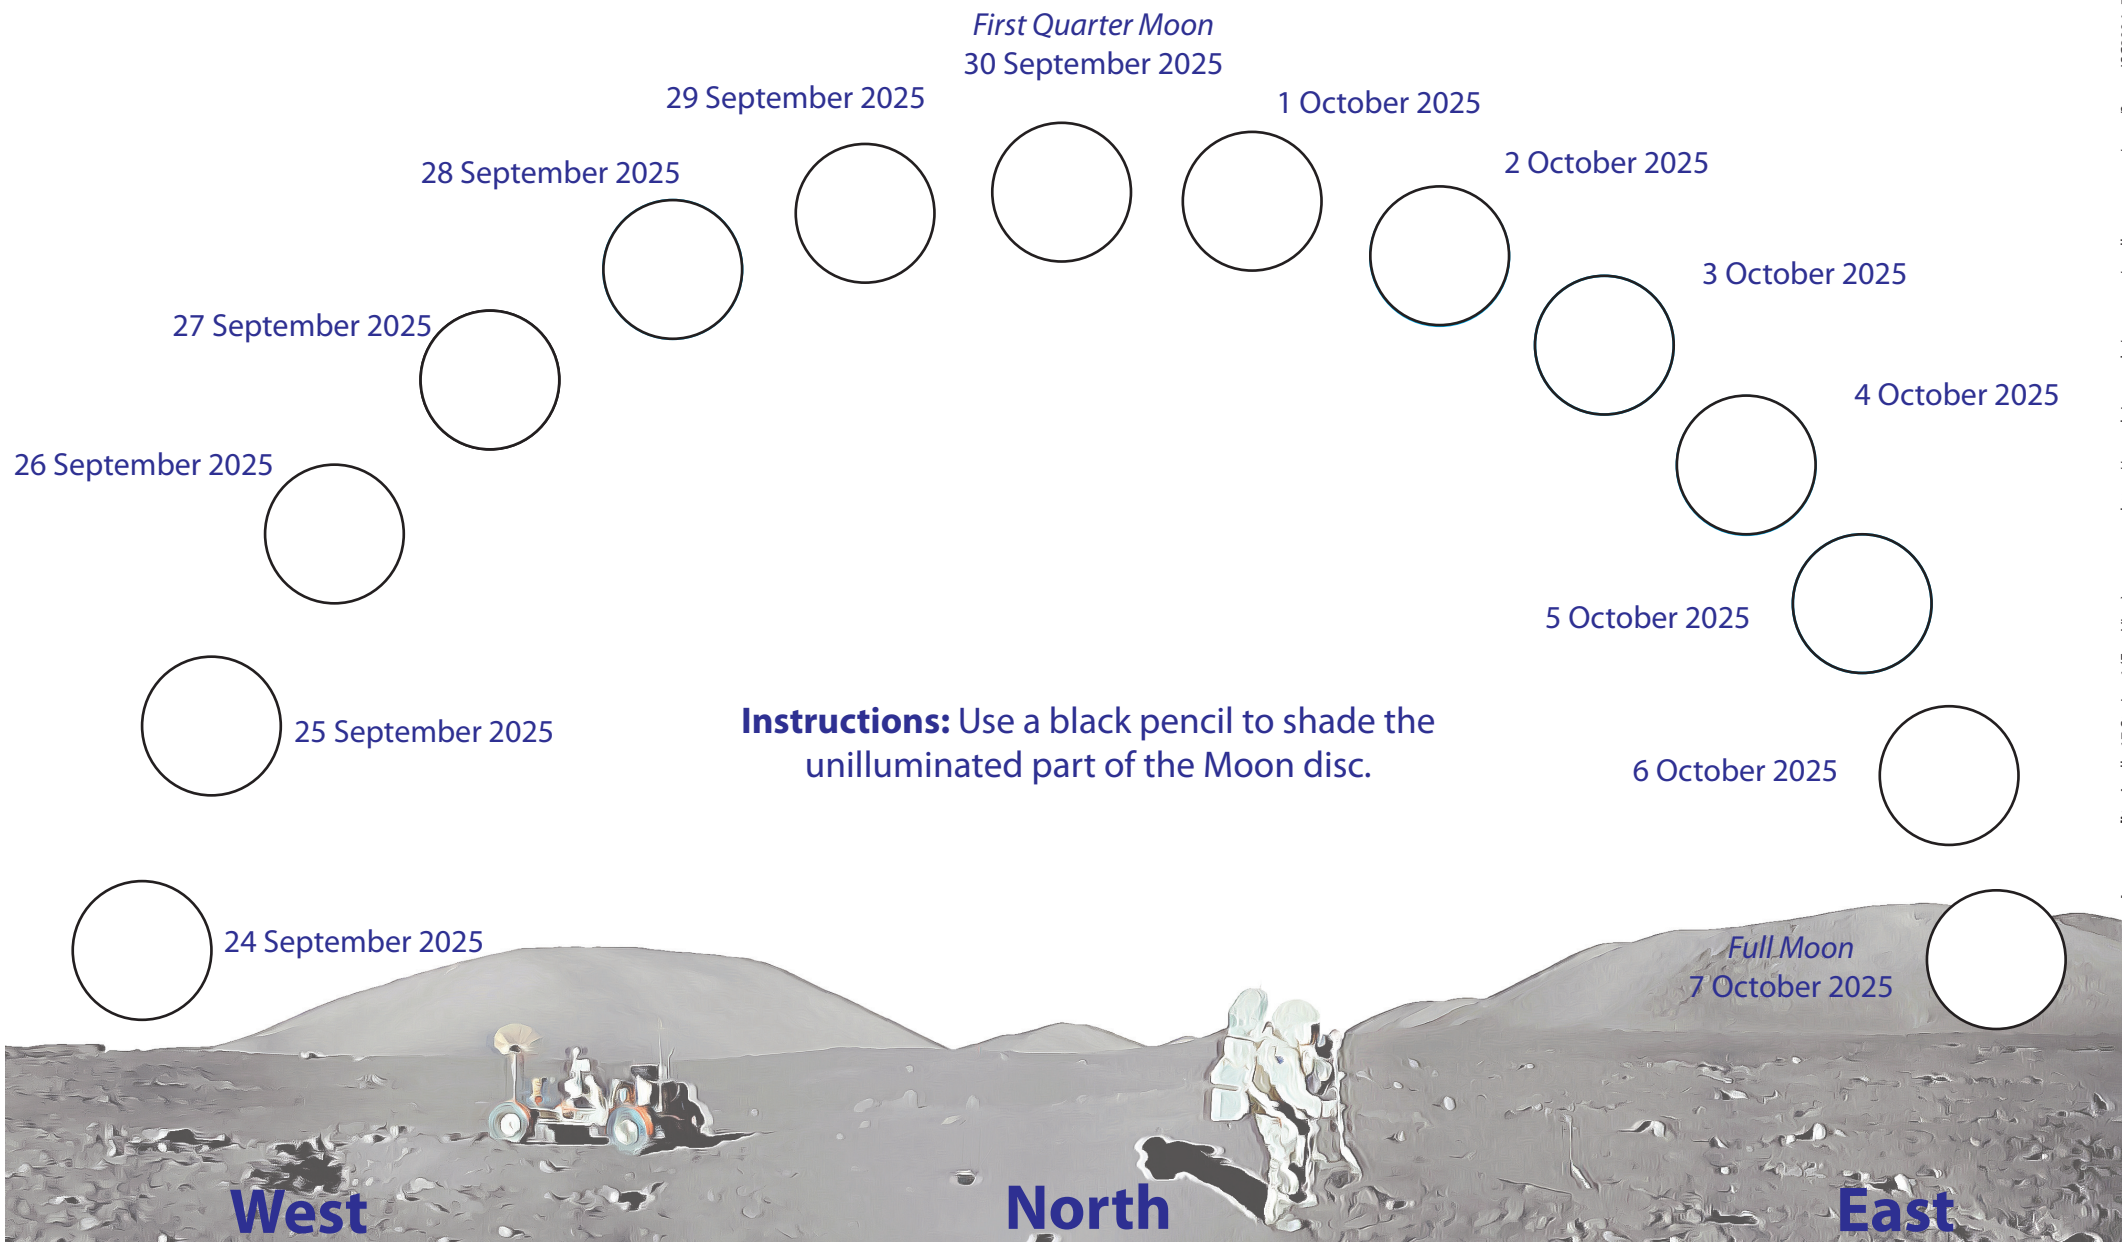 First Quarter Moon
30 September 2025
29 September 2025
1 October 2025
28 September 2025
2 October 2025
27 September 2025
3 October 2025
26 September 2025
4 October 2025
5 October 2025
25 September 2025
Instructions: Use a black pencil to shade the
unilluminated part of the Moon disc.
6 October 2025
24 September 2025
Full Moon
7 October 2025
West
North
East